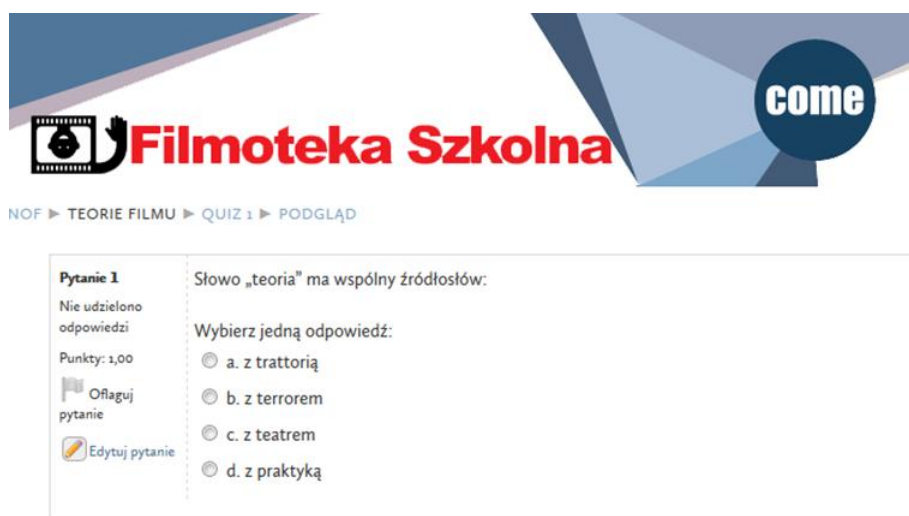 come
Filmoteka Szkolna
NOF ► TEORIE FILMU ► QUIZ 1 ► PODGLĄD
Pytanie 1
Nie udzielono
odpowiedzi
Punkty: 1,00
Oflaguj
pytanie
Edytuj pytanie
Słowo „teoria” ma wspólny źródłosłów:
Wybierz jedną odpowiedź:
a. z trattorią
b. z terrorem
c. z teatrem
d. z praktyką